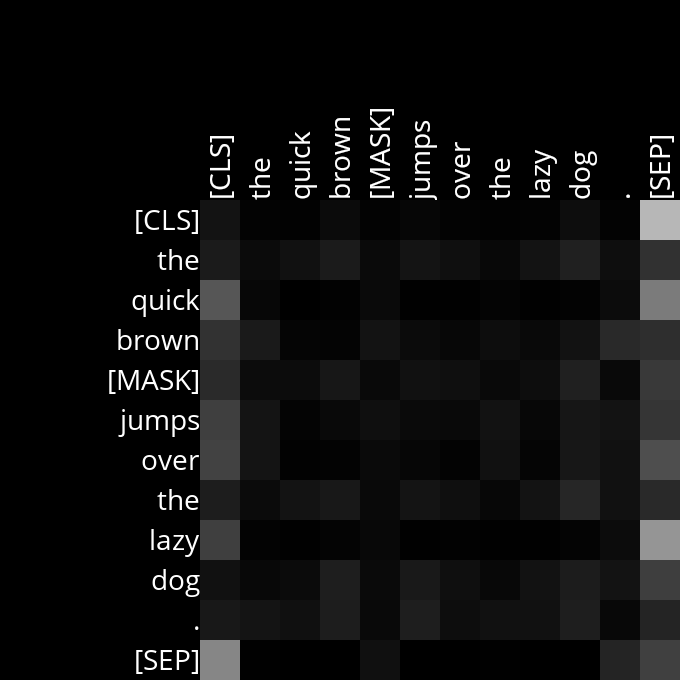 [CLS] the quick brown [MASK] jumps over the lazy dog . [SEP]
[CLS]
the
quick
brown
[MASK]
jumps
over
the
lazy
dog
.
[SEP]